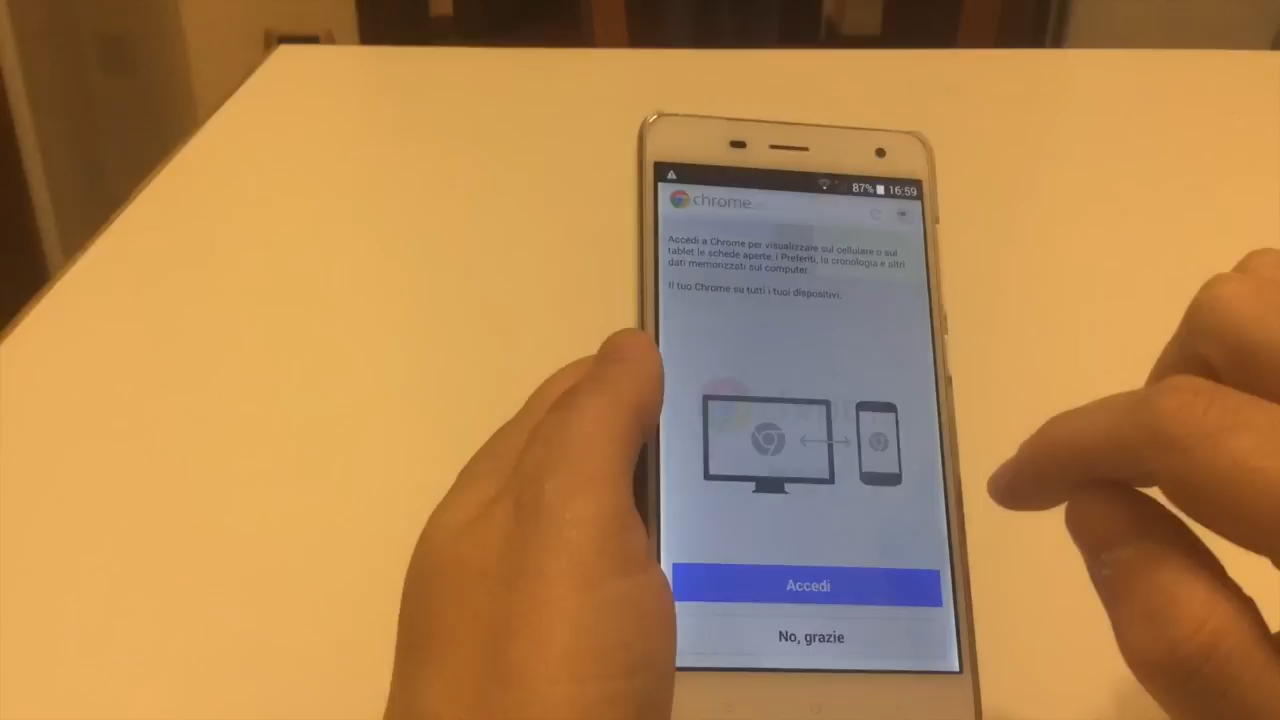 87% 16:59
chrome
Accedi a Chrome per visualizzare sul cellulare o sul
tablet le schede aperte, i Preferiti, la cronologia e altri
dati memorizzati sul computer.
Il tuo Chrome su tutti i tuoi dispositivi.
Accedi
No, grazie